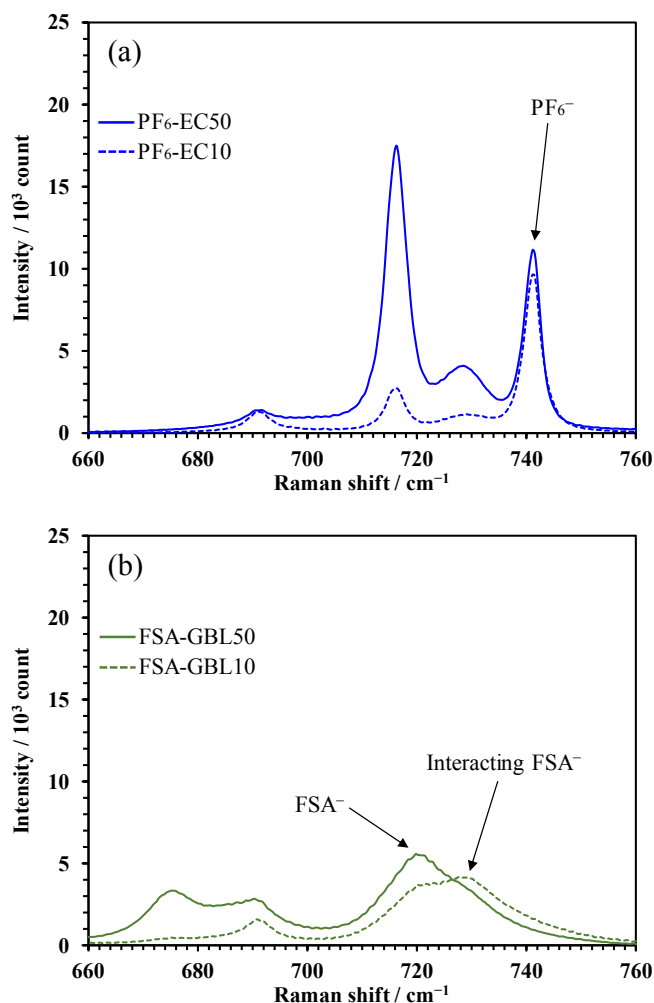 25
(a)
20
PF₆-EC50
PF₆⁻
PF₆-EC10
15
10
5
0
660 680 700 720 740 760
Raman shift / cm⁻¹
Intensity / 10³ count
25
(b)
20
FSA-GBL50
FSA-GBL10
15
Interacting FSA⁻
10
FSA⁻
5
0
660 680 700 720 740 760
Raman shift / cm⁻¹
Intensity / 10³ count